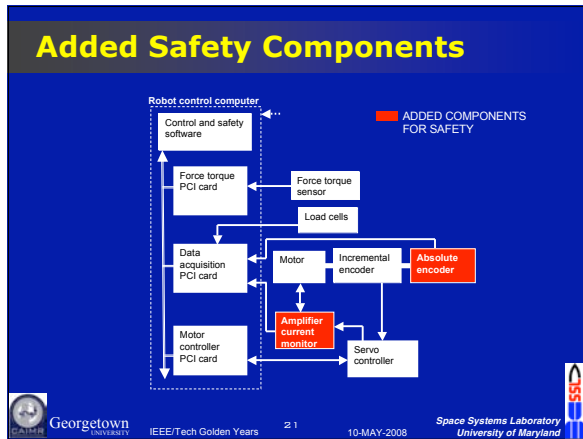 Added Safety Components
Robot control computer
Control and safety
software
ADDED COMPONENTS
FOR SAFETY
Force torque
PCI card
Force torque
sensor
Load cells
Data
acquisition
PCI card
Motor
Incremental
encoder
Absolute
encoder
Amplifier
current
monitor
Motor
controller
PCI card
Servo
controller
CAIMR
Georgetown
UNIVERSITY
IEEE/Tech Golden Years
21
10-MAY-2008
Space Systems Laboratory
University of Maryland
SSL